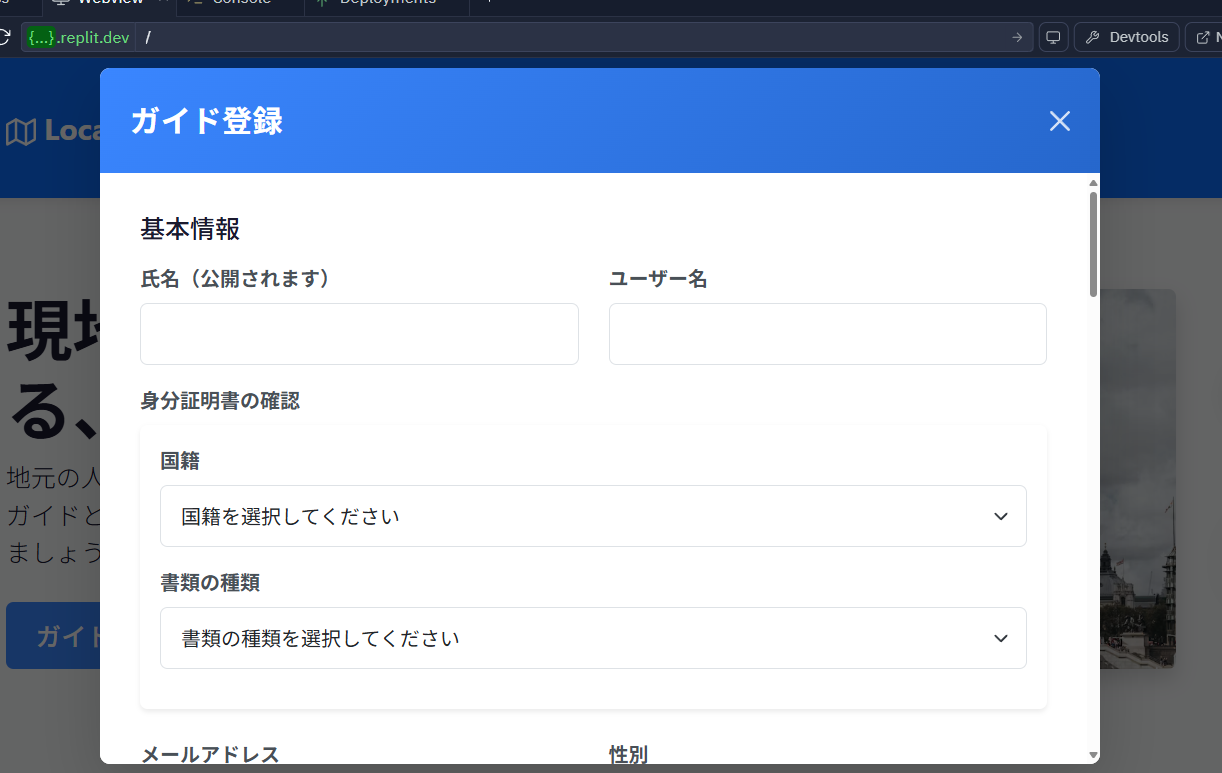 Webview
Console
Deployments
{...}.replit.dev /
Devtools
ガイド登録
Loca
基本情報
氏名（公開されます）
ユーザー名
身分証明書の確認
国籍
国籍を選択してください
書類の種類
書類の種類を選択してください
メールアドレス
性別
現地
る、
地元の人
ガイドと
ましょう
ガイド